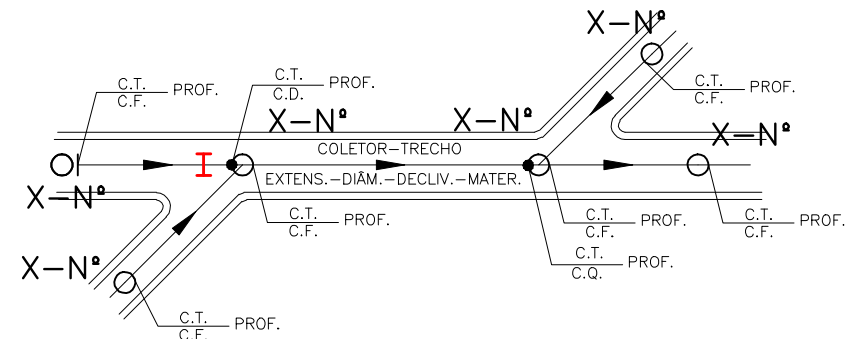 X-Nº
C.T.
C.F.
PROF.
C.T.
C.D.
PROF.
C.T.
C.F.
PROF.
X-Nº
X-Nº
X-Nº
COLETOR-TRECHO
EXTENS.-DIÂM.-DECLIV.-MATER.
I
X-Nº
C.T.
C.F.
PROF.
C.T.
C.F.
PROF.
C.T.
C.F.
PROF.
X-Nº
C.T.
C.Q.
PROF.
C.T.
C.F.
PROF.